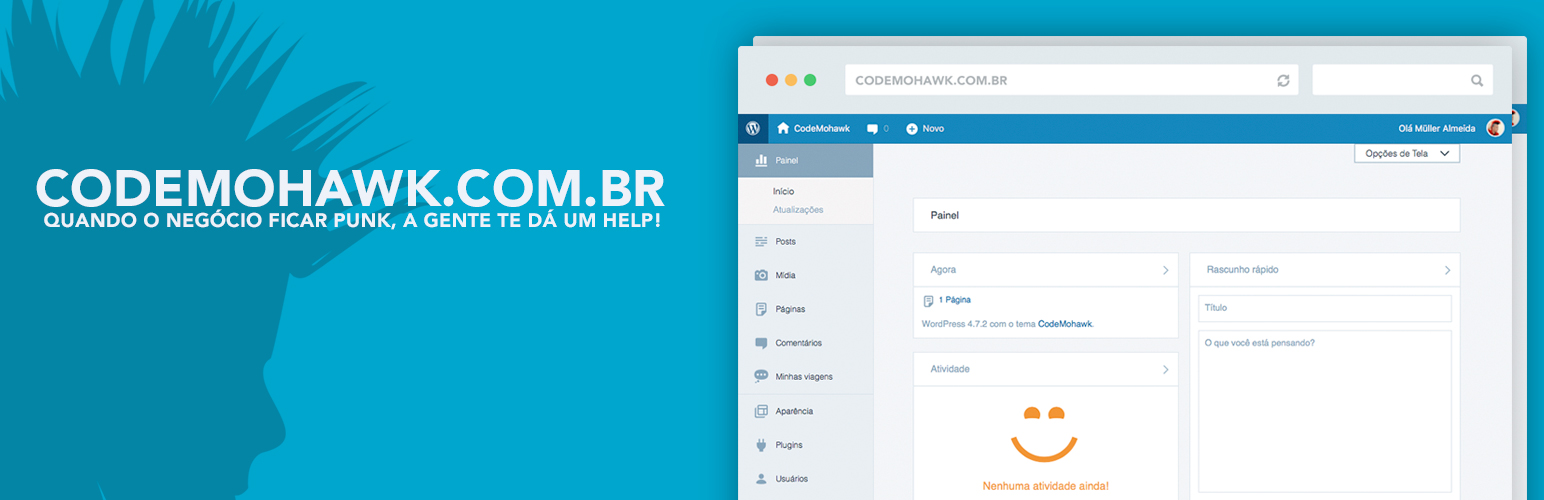 CODEMOHAWK.COM.BR
QUANDO O NEGÓCIO FICAR PUNK, A GENTE TE DÁ UM HELP!
CODEMOHAWK.COM.BR
CodeMohawk 0 Novo Olá Müller Almeida
Painel
Opções de Tela
Início
Atualizações
Posts
Mídia
Páginas
Comentários
Minhas viagens
Aparência
Plugins
Usuários
Painel
Agora
1 Página
WordPress 4.7.2 com o tema CodeMohawk.
Atividade
Nenhuma atividade ainda!
Rascunho rápido
Título
O que você está pensando?